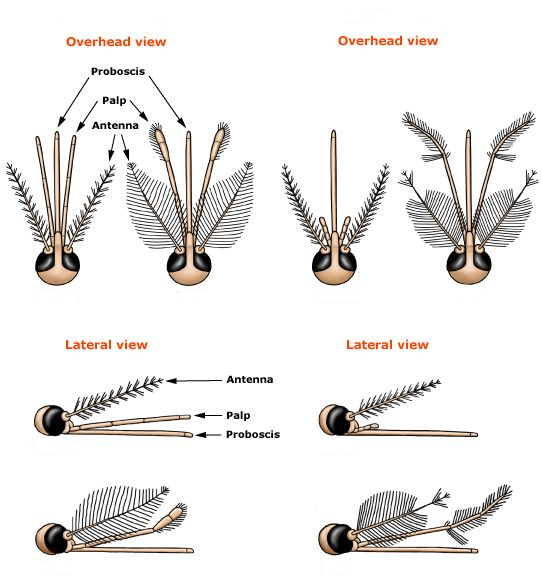 Overhead view
Overhead view
Proboscis
Palp
Antenna
Lateral view
Lateral view
Antenna
Palp
Proboscis